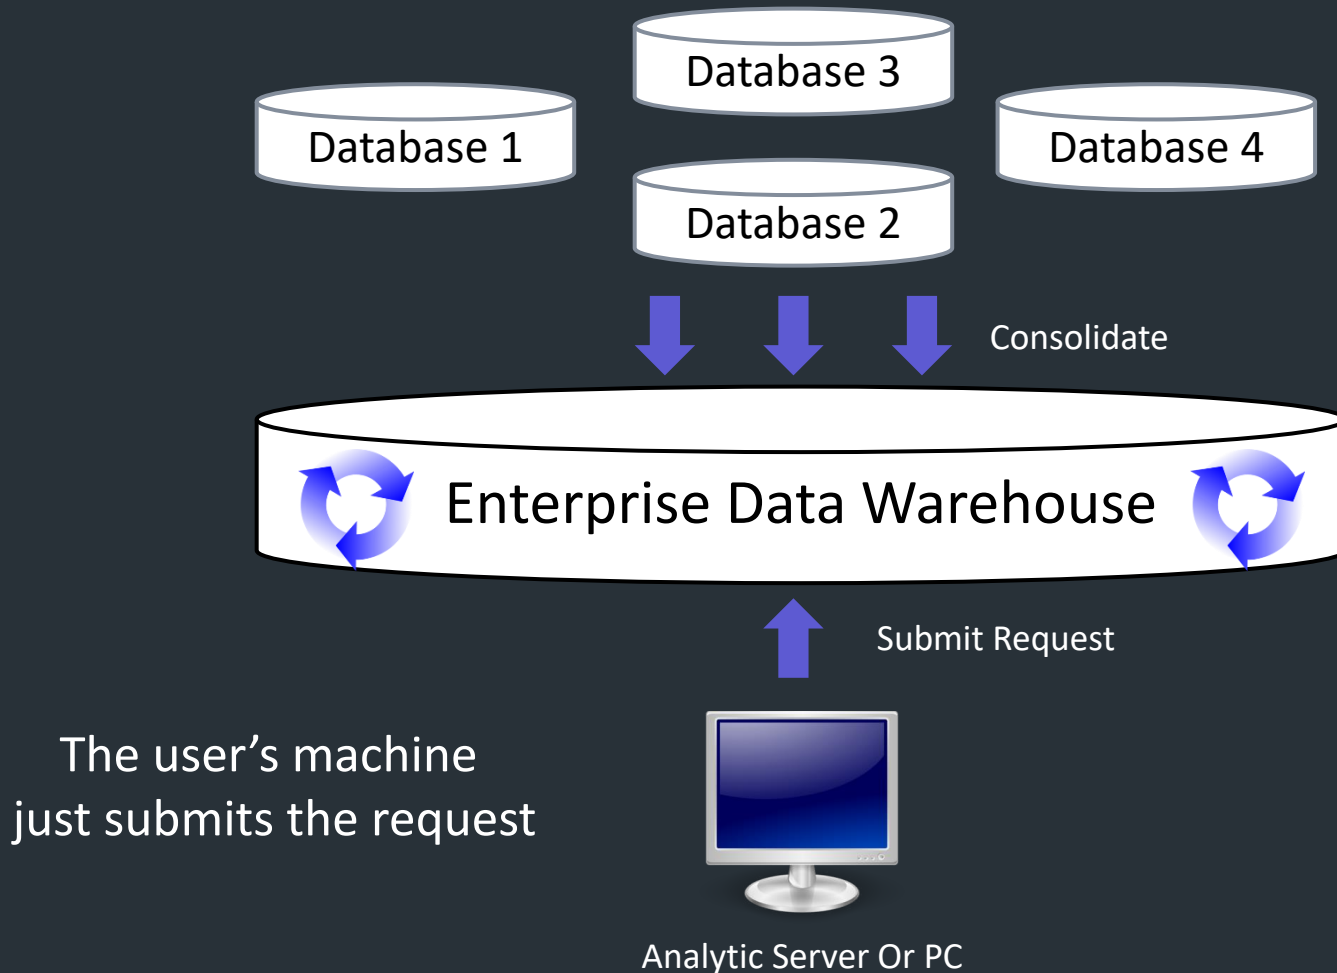 Database 3
Database 1
Database 4
Database 2
Consolidate
Enterprise Data Warehouse
Submit Request
The user’s machine
just submits the request
Analytic Server Or PC